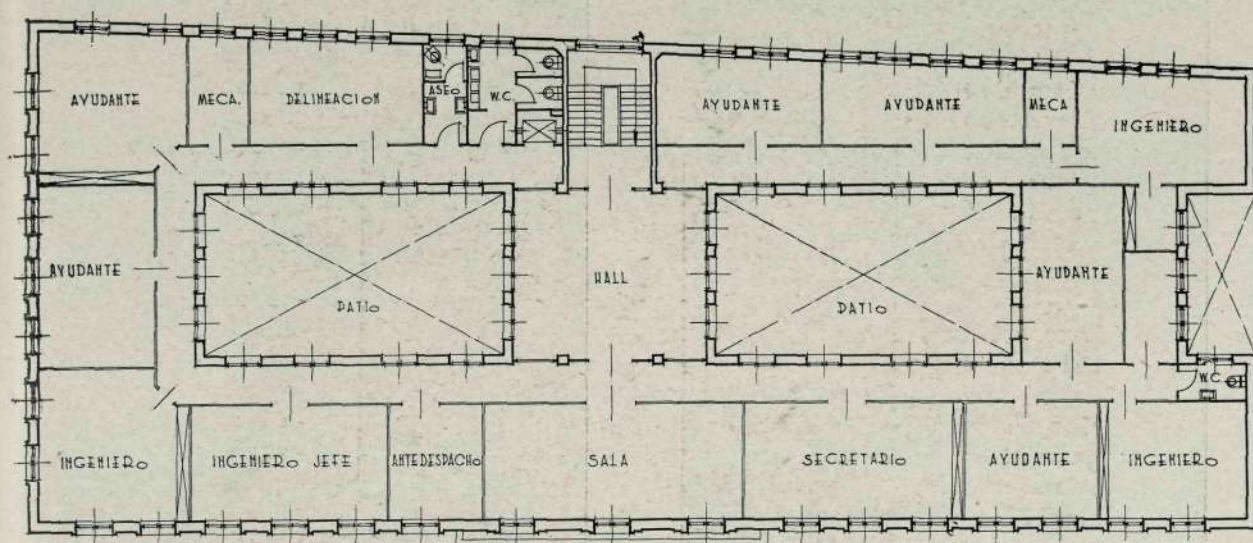 AYUDANTE
MECA.
DELINEACION
ASEO
W.C.
AYUDANTE
AYUDANTE
MECA
INGENIERO
AYUDANTE
PATIO
HALL
PATIO
AYUDANTE
W.C.
INGENIERO
INGENIERO JEFE
ANTEDESPACHO
SALA
SECRETARIO
AYUDANTE
INGENIERO